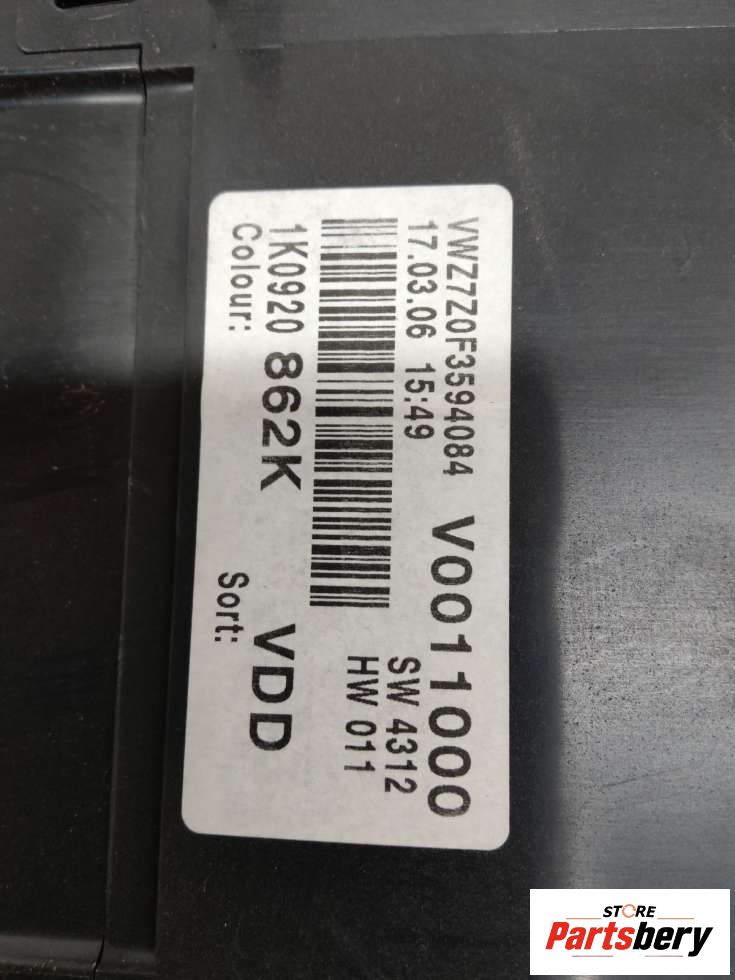 VWZ7Z0F3594084 V0011000
17.03.06 15:49 SW 4312
HW 011
1K0920 862K VDD
Colour: Sort:
STORE
Partsbery